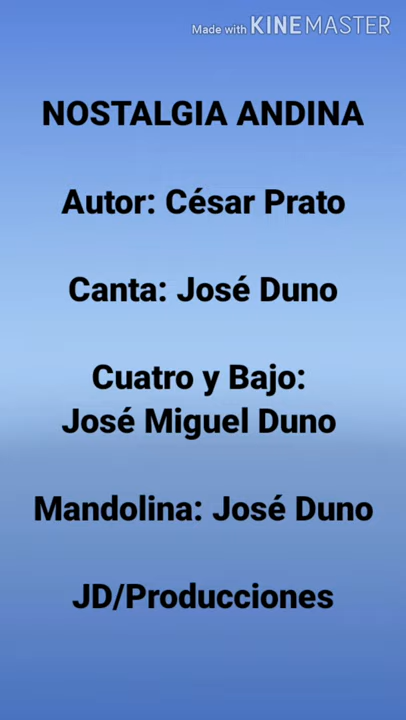 Made with KINEMASTER
NOSTALGIA ANDINA
Autor: César Prato
Canta: José Duno
Cuatro y Bajo:
José Miguel Duno
Mandolina: José Duno
JD/Producciones